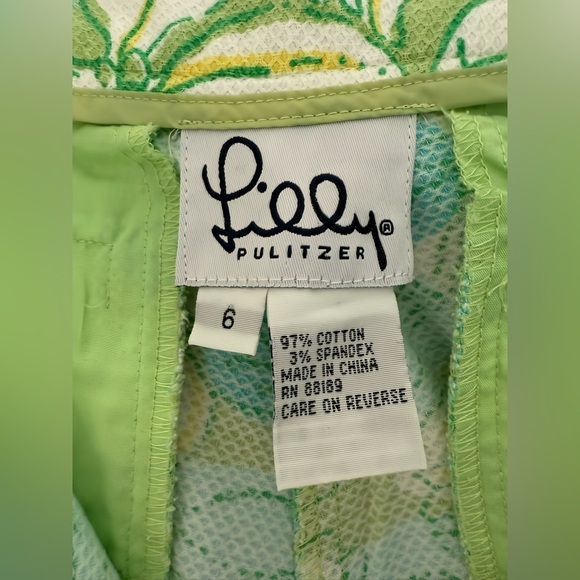 Lilly®
PULITZER
6
97% COTTON
3% SPANDEX
MADE IN CHINA
RN 88189
CARE ON REVERSE